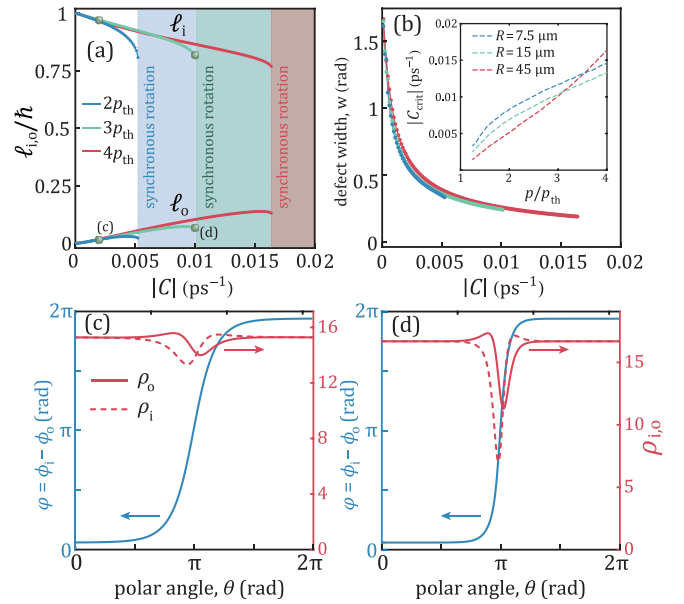 (a)
1
0.75
0.5
0.25
0
ℓi,o/ħ
ℓi
ℓo
2pth
3pth
4pth
synchronous rotation
synchronous rotation
synchronous rotation
(c)
(d)
0 0.005 0.01 0.015 0.02
|C| (ps⁻¹)
(b)
1.5
1
0.5
0
defect width, w (rad)
0.02
0.015
0.01
0.005
|Ccrit| (ps⁻¹)
R = 7.5 μm
R = 15 μm
R = 45 μm
1 2 3 4
p/pth
0 0.005 0.01 0.015 0.02
|C| (ps⁻¹)
(c)
2π
π
0
φ = ϕi − ϕo (rad)
ρo
ρi
16
12
8
4
0
0 π 2π
polar angle, θ (rad)
(d)
2π
π
0
φ = ϕi − ϕo (rad)
15
10
5
0
ρi,o
0 π 2π
polar angle, θ (rad)